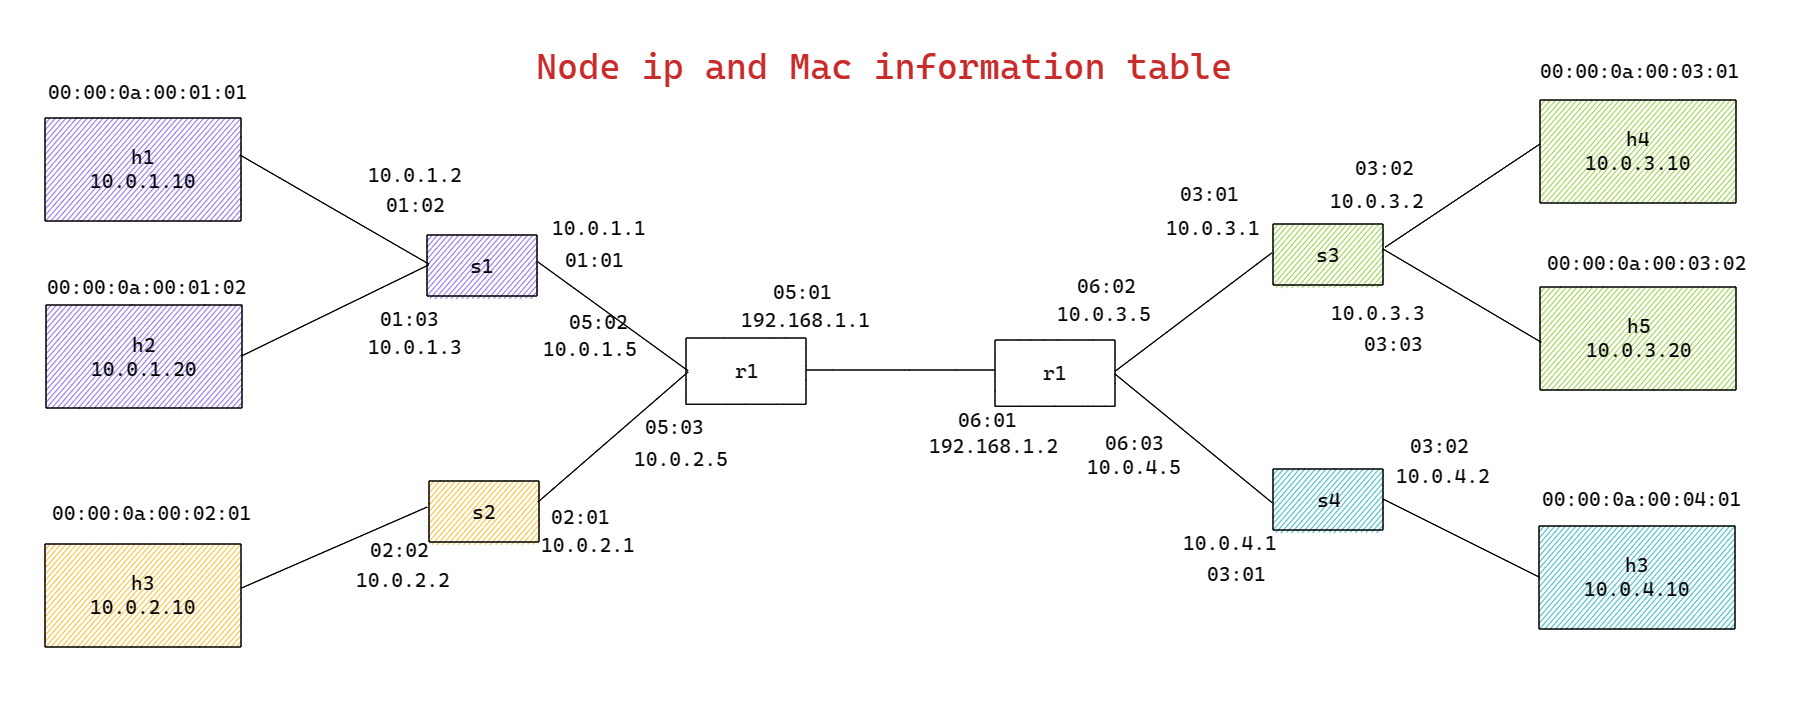 Node ip and Mac information table
00:00:0a:00:01:01
h1
10.0.1.10
00:00:0a:00:01:02
h2
10.0.1.20
10.0.1.2
01:02
s1
01:03
10.0.1.3
10.0.1.1
01:01
05:02
10.0.1.5
05:01
192.168.1.1
r1
05:03
10.0.2.5
00:00:0a:00:02:01
h3
10.0.2.10
s2
02:02
10.0.2.2
02:01
10.0.2.1
r1
06:01
192.168.1.2
06:02
10.0.3.5
06:03
10.0.4.5
03:01
10.0.3.1
s3
03:02
10.0.3.2
10.0.3.3
03:03
00:00:0a:00:03:01
h4
10.0.3.10
00:00:0a:00:03:02
h5
10.0.3.20
s4
03:02
10.0.4.2
10.0.4.1
03:01
00:00:0a:00:04:01
h3
10.0.4.10